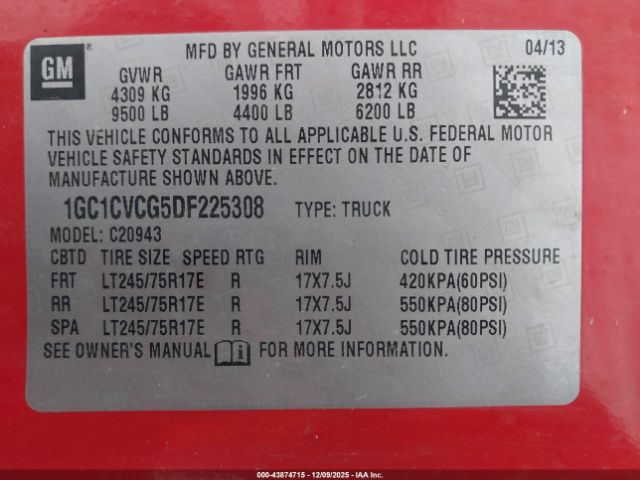 GM
MFD BY GENERAL MOTORS LLC 04/13
GVWR GAWR FRT GAWR RR
4309 KG 1996 KG 2812 KG
9500 LB 4400 LB 6200 LB
THIS VEHICLE CONFORMS TO ALL APPLICABLE U.S. FEDERAL MOTOR
VEHICLE SAFETY STANDARDS IN EFFECT ON THE DATE OF
MANUFACTURE SHOWN ABOVE.
1GC1CVCG5DF225308 TYPE: TRUCK
MODEL: C20943
CBTD TIRE SIZE SPEED RTG RIM COLD TIRE PRESSURE
FRT LT245/75R17E R 17X7.5J 420KPA(60PSI)
RR LT245/75R17E R 17X7.5J 550KPA(80PSI)
SPA LT245/75R17E R 17X7.5J 550KPA(80PSI)
SEE OWNER'S MANUAL i FOR MORE INFORMATION.
000-43874715 - 12/09/2025 - IAA Inc.